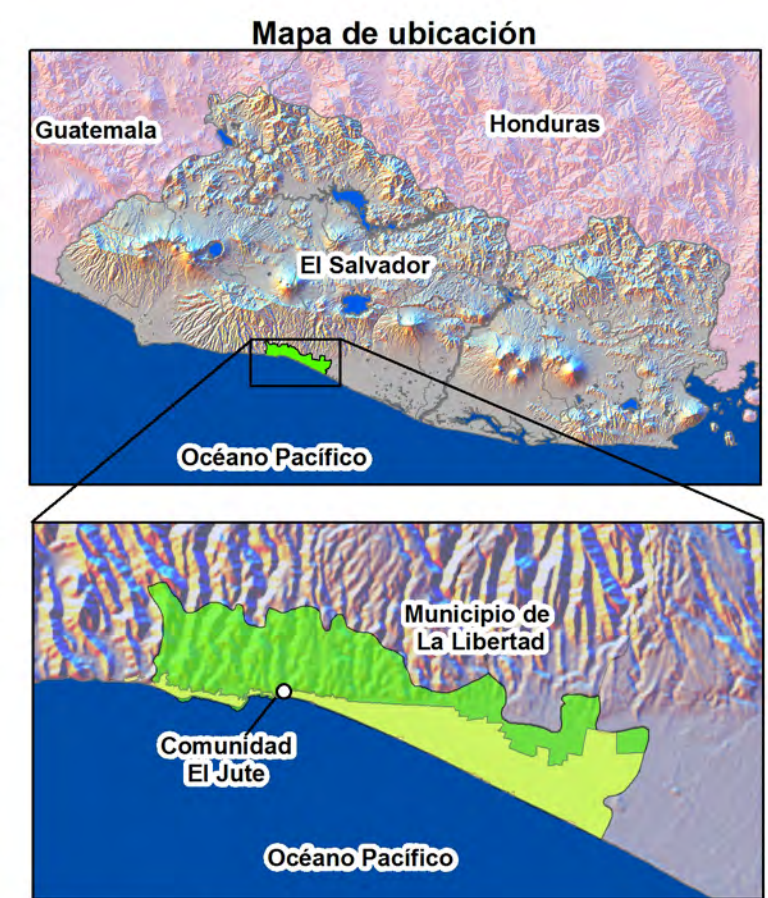 Mapa de ubicación
Guatemala
Honduras
El Salvador
Océano Pacífico
Municipio de
La Libertad
Comunidad
El Jute
Océano Pacífico